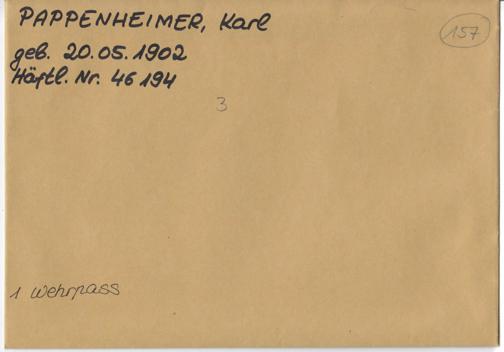 PAPPENHEIMER, Karl
157
geb. 20.05.1902
Häftl. Nr. 46 194
3
1 Wehrpass